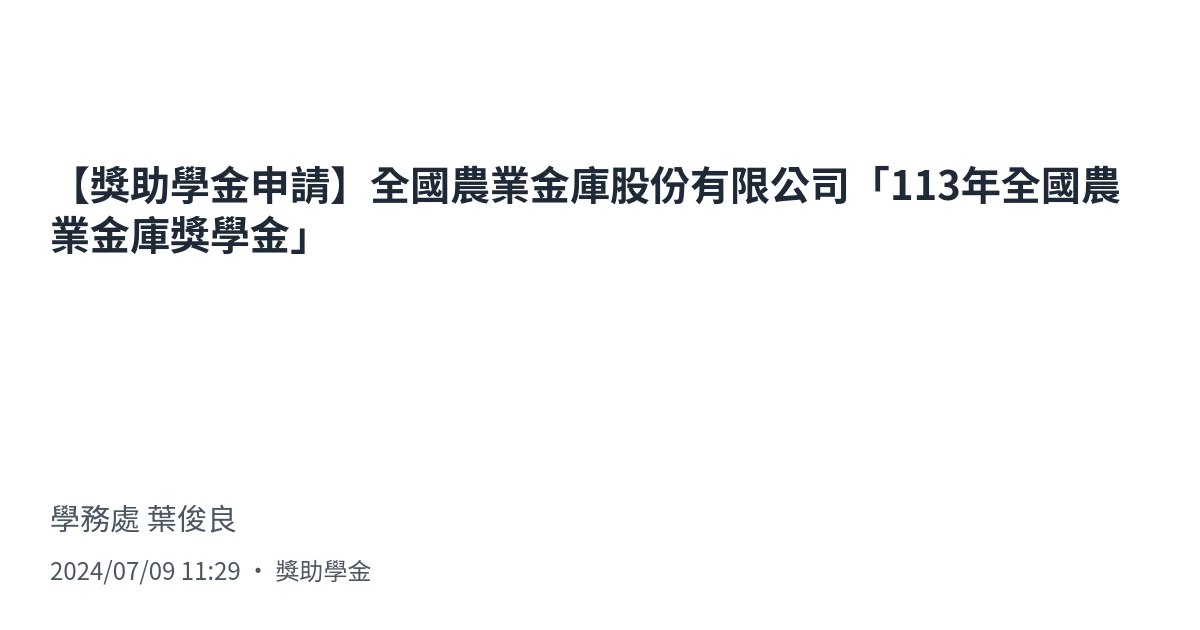 【獎助學金申請】全國農業金庫股份有限公司「113年全國農
業金庫獎學金」
學務處 葉俊良
2024/07/09 11:29 ・ 獎助學金